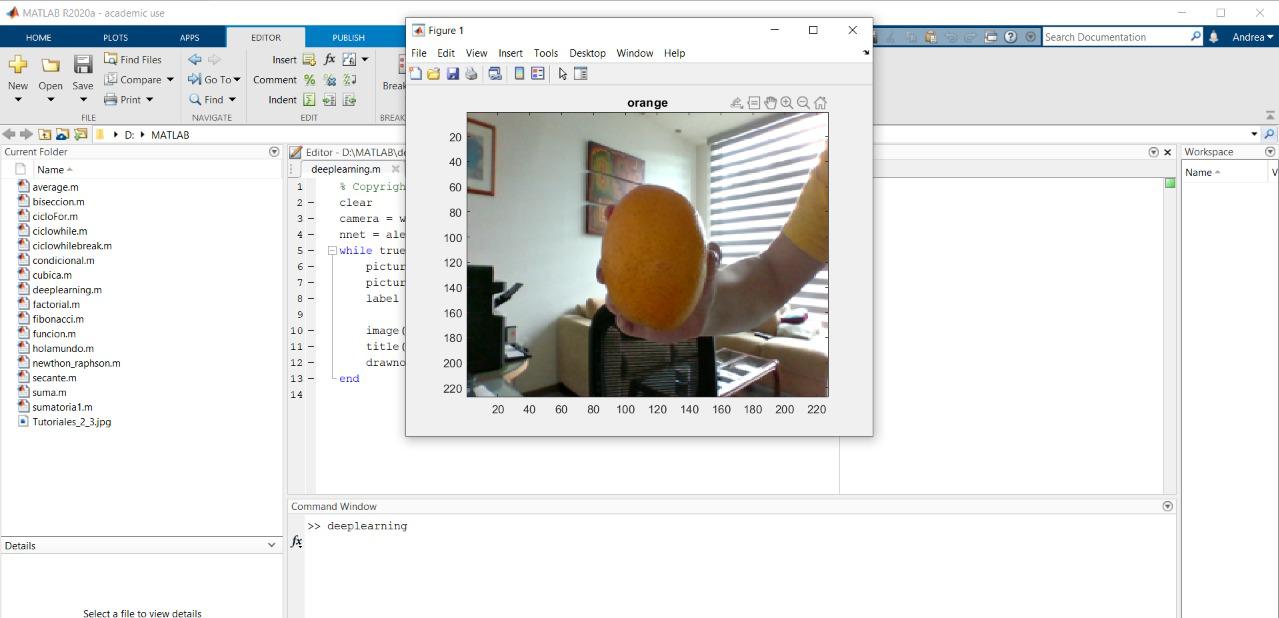 MATLAB R2020a - academic use
HOME PLOTS APPS EDITOR PUBLISH
Search Documentation
Andrea
New
Open
Save
Find Files
Compare
Print
FILE
Go To
Find
NAVIGATE
Insert
fx
Comment
%
Indent
EDIT
Break
BREAK
D: MATLAB
Current Folder
Name
average.m
biseccion.m
cicloFor.m
ciclowhile.m
ciclowhilebreak.m
condicional.m
cubica.m
deeplearning.m
factorial.m
fibonacci.m
funcion.m
holamundo.m
newthon_raphson.m
secante.m
suma.m
sumatoria1.m
Tutoriales_2_3.jpg
Details
Select a file to view details
Editor - D:\MATLAB\de
deeplearning.m
1 % Copyrigh
2 - clear
3 - camera = w
4 - nnet = ale
5 - while true
6 - pictur
7 - pictur
8 - label
9
10 - image(
11 - title(
12 - drawno
13 - end
14
Figure 1
File Edit View Insert Tools Desktop Window Help
orange
20
40
60
80
100
120
140
160
180
200
220
20 40 60 80 100 120 140 160 180 200 220
Command Window
>> deeplearning
fx
Workspace
Name V